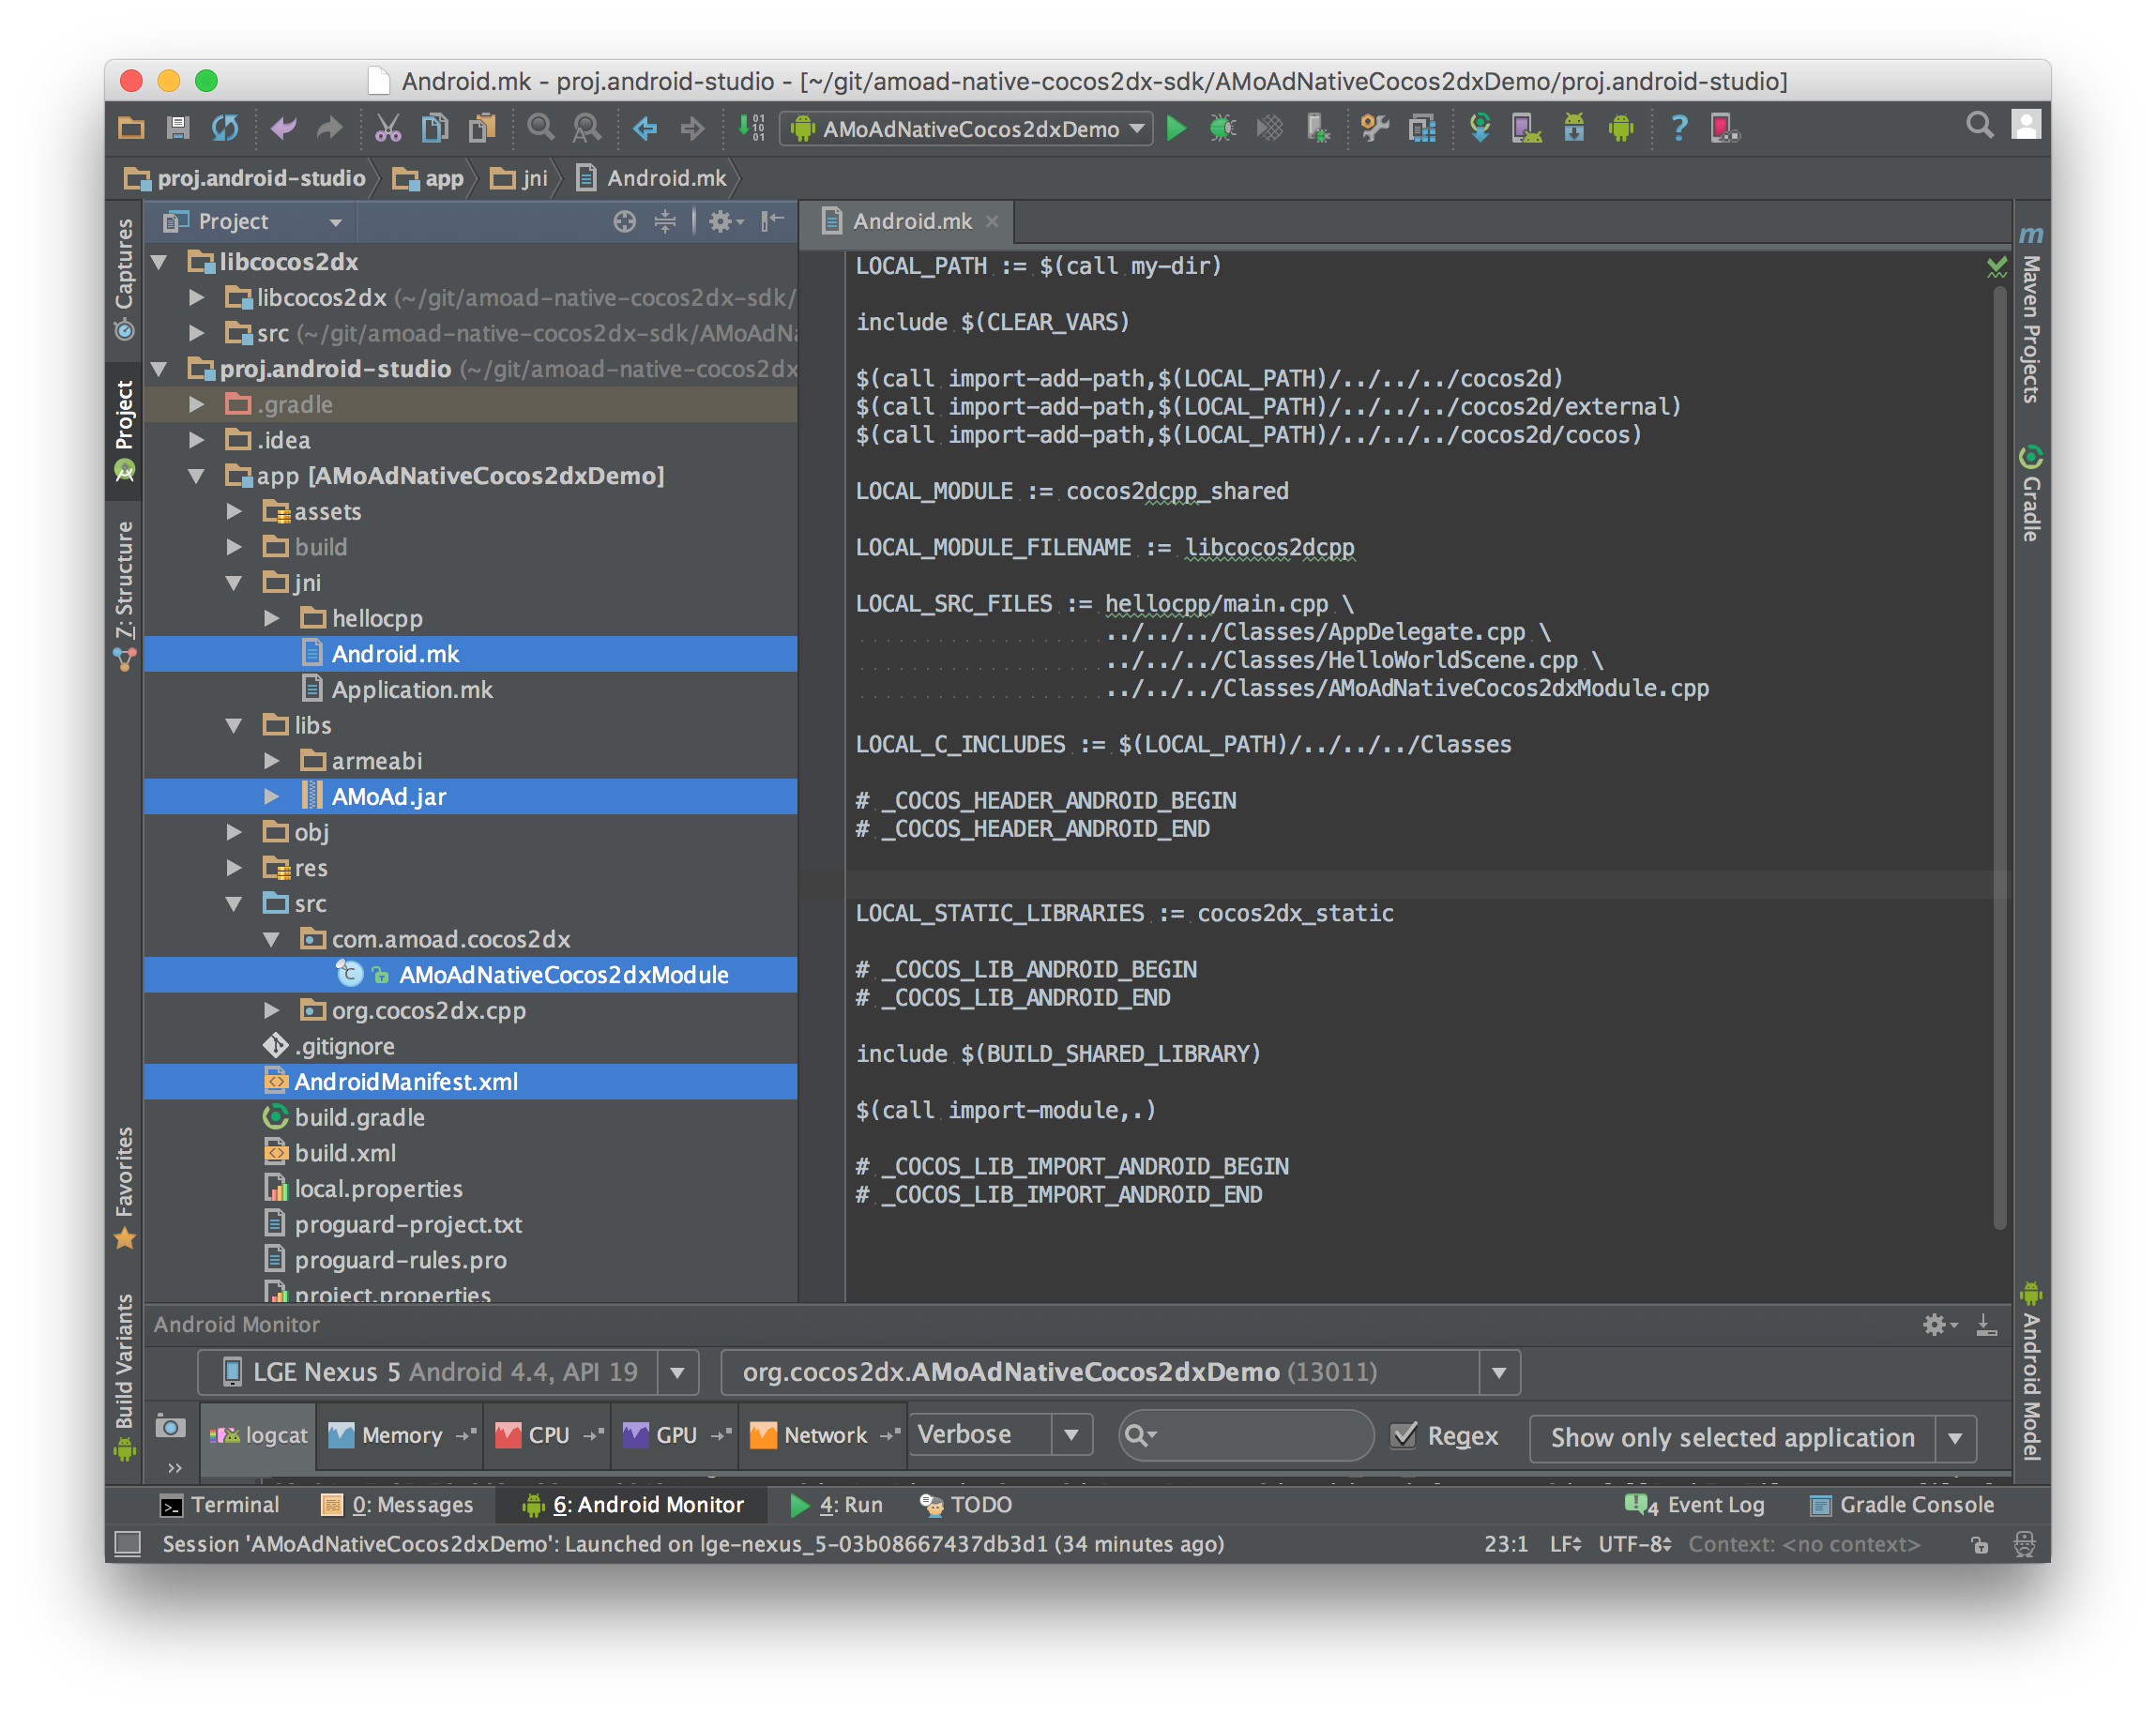 Android.mk - proj.android-studio - [~/git/amoad-native-cocos2dx-sdk/AMoAdNativeCocos2dxDemo/proj.android-studio]
AMoAdNativeCocos2dxDemo
proj.android-studio app jni Android.mk
Captures
Project
7: Structure
Favorites
Build Variants
Project
libcocos2dx
libcocos2dx (~/git/amoad-native-cocos2dx-sdk/
src (~/git/amoad-native-cocos2dx-sdk/AMoAdNa
proj.android-studio (~/git/amoad-native-cocos2dx
.gradle
.idea
app [AMoAdNativeCocos2dxDemo]
assets
build
jni
hellocpp
Android.mk
Application.mk
libs
armeabi
AMoAd.jar
obj
res
src
com.amoad.cocos2dx
AMoAdNativeCocos2dxModule
org.cocos2dx.cpp
.gitignore
AndroidManifest.xml
build.gradle
build.xml
local.properties
proguard-project.txt
proguard-rules.pro
project.properties
Android.mk
LOCAL_PATH := $(call my-dir)
include $(CLEAR_VARS)
$(call import-add-path,$(LOCAL_PATH)/../../../cocos2d)
$(call import-add-path,$(LOCAL_PATH)/../../../cocos2d/external)
$(call import-add-path,$(LOCAL_PATH)/../../../cocos2d/cocos)
LOCAL_MODULE := cocos2dcpp_shared
LOCAL_MODULE_FILENAME := libcocos2dcpp
LOCAL_SRC_FILES := hellocpp/main.cpp \
../../../Classes/AppDelegate.cpp \
../../../Classes/HelloWorldScene.cpp \
../../../Classes/AMoAdNativeCocos2dxModule.cpp
LOCAL_C_INCLUDES := $(LOCAL_PATH)/../../../Classes
# _COCOS_HEADER_ANDROID_BEGIN
# _COCOS_HEADER_ANDROID_END
LOCAL_STATIC_LIBRARIES := cocos2dx_static
# _COCOS_LIB_ANDROID_BEGIN
# _COCOS_LIB_ANDROID_END
include $(BUILD_SHARED_LIBRARY)
$(call import-module,.)
# _COCOS_LIB_IMPORT_ANDROID_BEGIN
# _COCOS_LIB_IMPORT_ANDROID_END
Maven Projects
Gradle
Android Model
Android Monitor
LGE Nexus 5 Android 4.4, API 19
org.cocos2dx.AMoAdNativeCocos2dxDemo (13011)
logcat Memory CPU GPU Network Verbose Regex Show only selected application
Terminal 0: Messages 6: Android Monitor 4: Run TODO 4 Event Log Gradle Console
Session 'AMoAdNativeCocos2dxDemo': Launched on lge-nexus_5-03b08667437db3d1 (34 minutes ago) 23:1 LF UTF-8 Context: <no context>